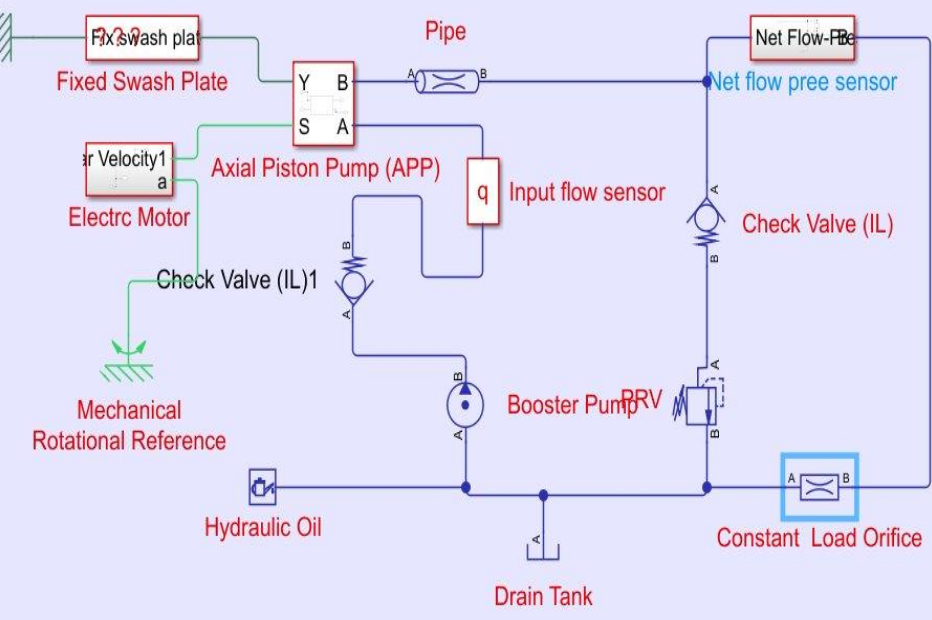 Pipe
Fix swash plat
? ? ?
Net Flow-Pre
B
Fixed Swash Plate
Net flow pree sensor
Y B
S A
A B
Axial Piston Pump (APP)
r Velocity1
a
Electrc Motor
q
Input flow sensor
A
B
Check Valve (IL)
B
A
Check Valve (IL)1
B
A
Booster Pump
A
B
PRV
Mechanical
Rotational Reference
A B
Hydraulic Oil
Constant Load Orifice
A
Drain Tank